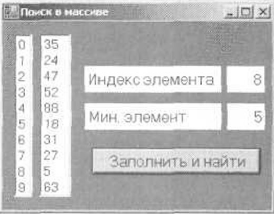 Поиск в массиве
0 35
1 24
2 47
3 52
4 88
5 18
6 31
7 27
8 5
9 63
Индекс элемента 8
Мин. элемент 5
Заполнить и найти